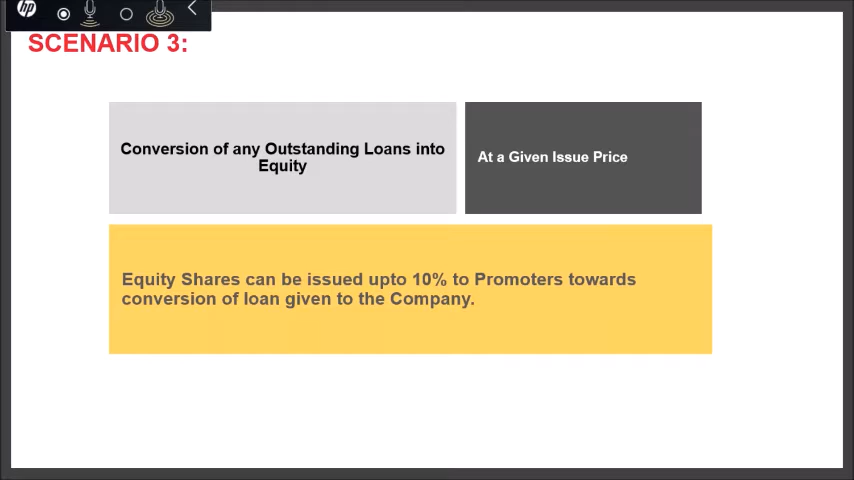 hp
SCENARIO 3:
Conversion of any Outstanding Loans into
Equity
At a Given Issue Price
Equity Shares can be issued upto 10% to Promoters towards
conversion of loan given to the Company.